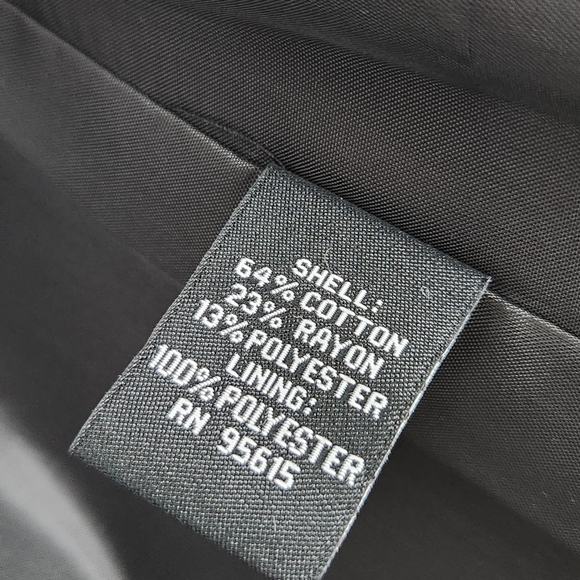 SHELL:
64% COTTON
23% RAYON
13% POLYESTER
LINING:
100% POLYESTER
RN 95615